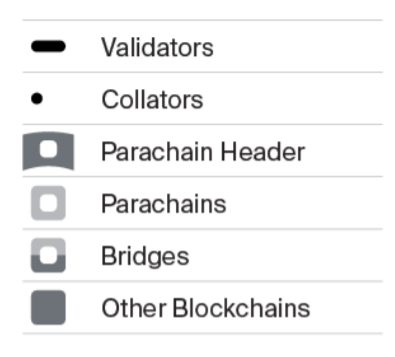 Validators
Collators
Parachain Header
Parachains
Bridges
Other Blockchains